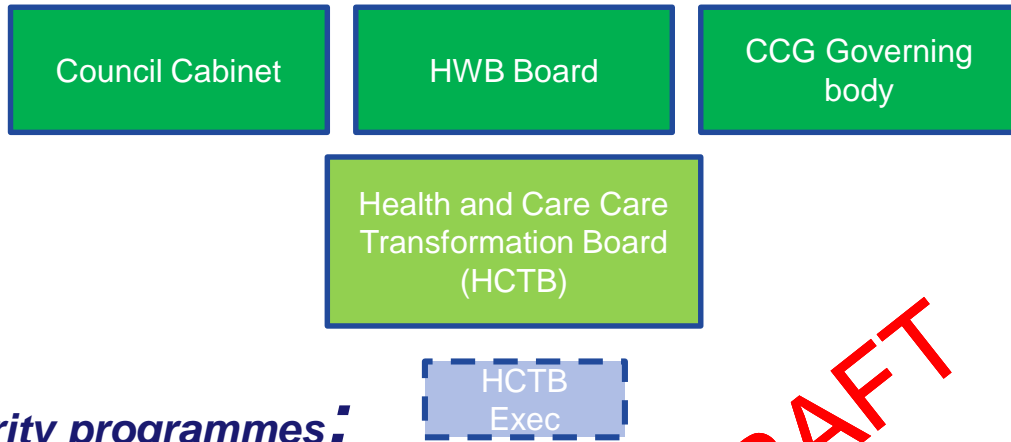 Council Cabinet
HWB Board
CCG Governing
body
Health and Care Care
Transformation Board
(HCTB)
HCTB
Exec
programmes: